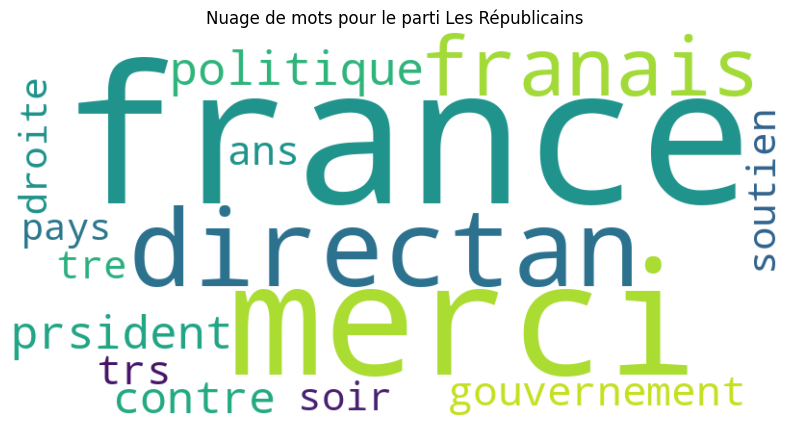 Nuage de mots pour le parti Les Républicains
politique
franais
france
droite
ans
soutien
pays
directan
tre
merci
prsident
trs
contre
soir
gouvernement